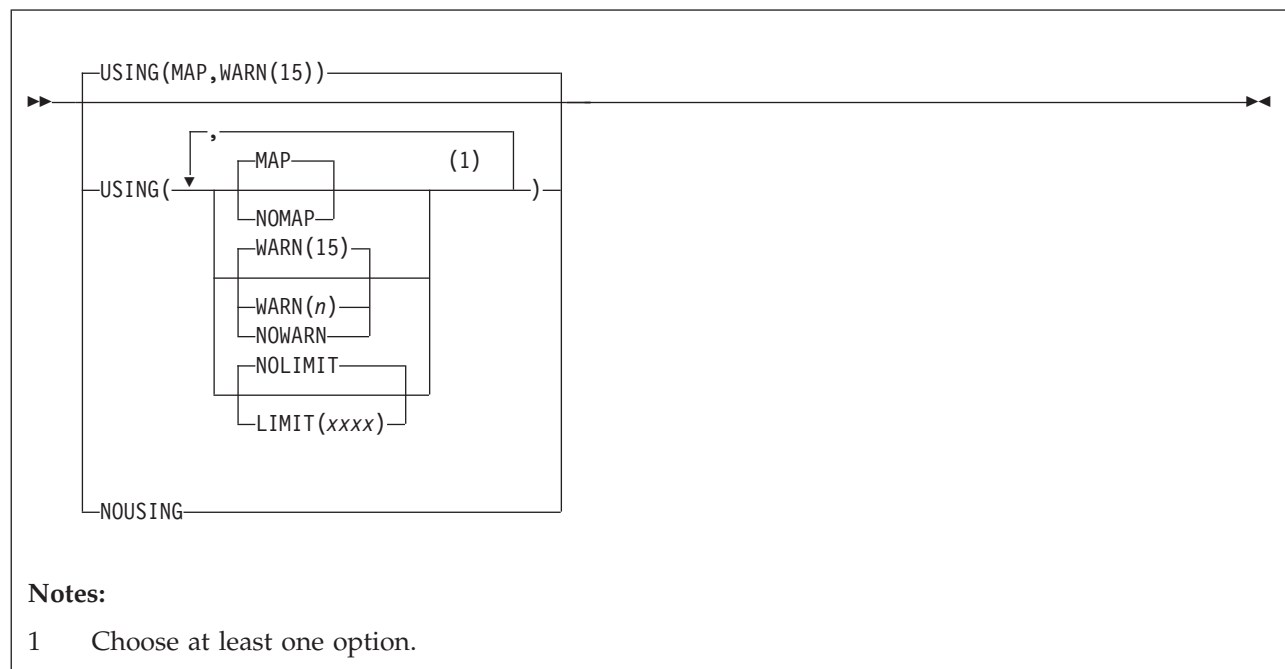 USING(MAP,WARN(15))
,
MAP (1)
USING( )
NOMAP
WARN(15)
WARN(n)
NOWARN
NOLIMIT
LIMIT(xxxx)
NOUSING
Notes:
1 Choose at least one option.